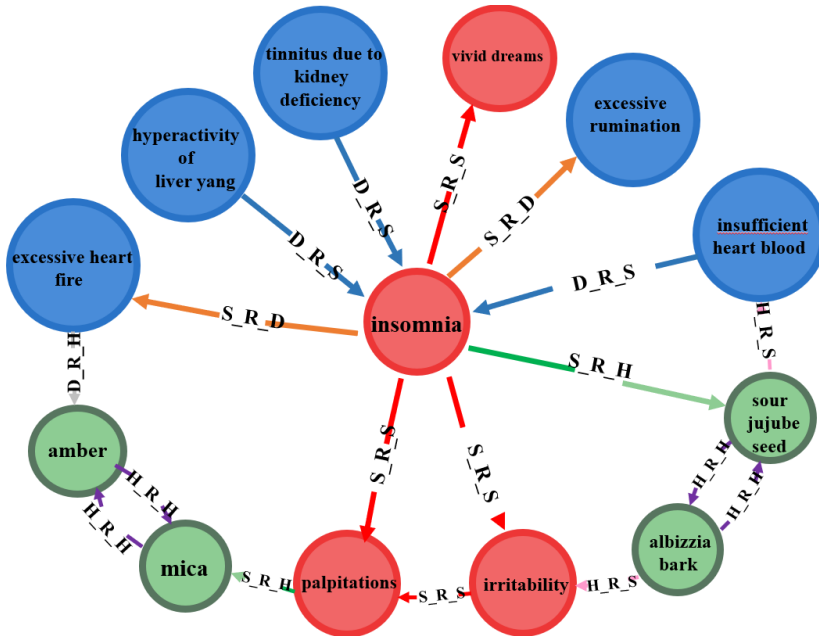 tinnitus due to
kidney
deficiency
vivid dreams
excessive
rumination
hyperactivity
of
liver yang
insufficient
heart blood
excessive heart
fire
D_R_S
D_R_S
S_R_S
S_R_D
D_R_S
S_R_D
insomnia
H_R_S
D_R_H
S_R_H
sour
jujube
seed
amber
H_R_H
H_R_H
S_R_S
S_R_S
H_R_H
H_R_H
mica
S_R_H
palpitations
S_R_S
irritability
H_R_S
albizzia
bark